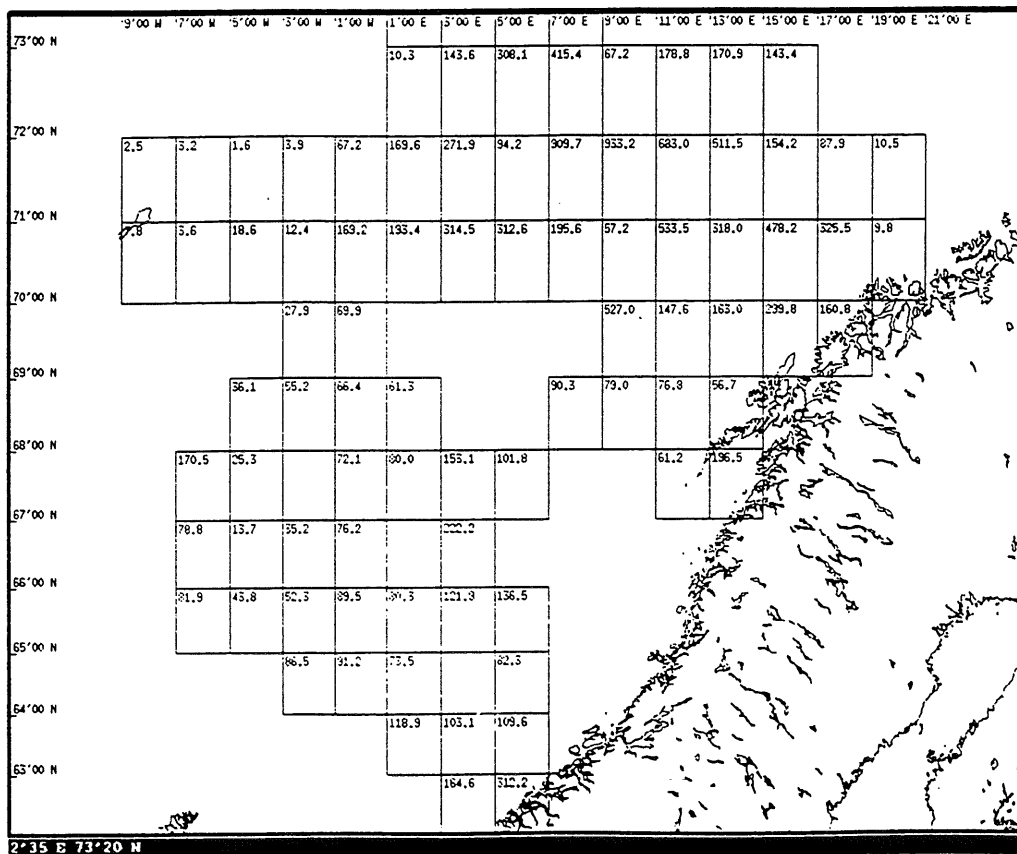 9'00 W 7'00 W 5'00 W 3'00 W 1'00 W 1'00 E 3'00 E 5'00 E 7'00 E 9'00 E 11'00 E 13'00 E 15'00 E 17'00 E 19'00 E 21'00 E
73'00 N
10.3 143.6 308.1 415.4 67.2 178.8 170.9 143.4
72'00 N
2.5 3.2 1.6 3.9 67.2 169.6 271.9 94.2 909.7 933.2 683.0 511.5 154.2 87.9 10.5
71'00 N
.8 3.6 18.6 12.4 169.2 193.4 314.5 312.6 195.6 57.2 533.5 318.0 478.2 325.5 9.8
70'00 N
27.9 69.9 527.0 147.6 163.0 239.8 160.8
69'00 N
36.1 55.2 66.4 61.3 90.3 79.0 76.8 56.7
68'00 N
170.5 25.3 72.1 80.0 155.1 101.8 61.2 196.5
67'00 N
78.8 13.7 55.2 76.2
66'00 N
81.9 45.8 52.3 89.5 80.3 121.3 136.5
65'00 N
86.5 91.2 73.5 82.3
64'00 N
118.9 103.1 109.6
63'00 N
164.6 312.2
2°35 E 73°20 N